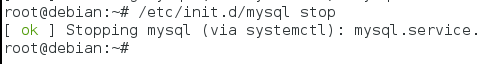 root@debian:~# /etc/init.d/mysql stop
[ ok ] Stopping mysql (via systemctl): mysql.service.
root@debian:~#